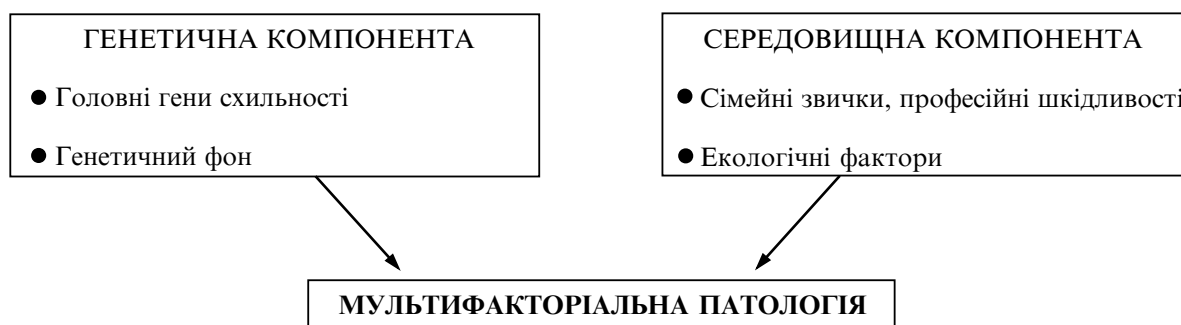 ГЕНЕТИЧНА КОМПОНЕНТА
● Головні гени схильності
● Генетичний фон
СЕРЕДОВИЩНА КОМПОНЕНТА
● Сімейні звички, професійні шкідливості
● Екологічні фактори
МУЛЬТИФАКТОРІАЛЬНА ПАТОЛОГІЯ